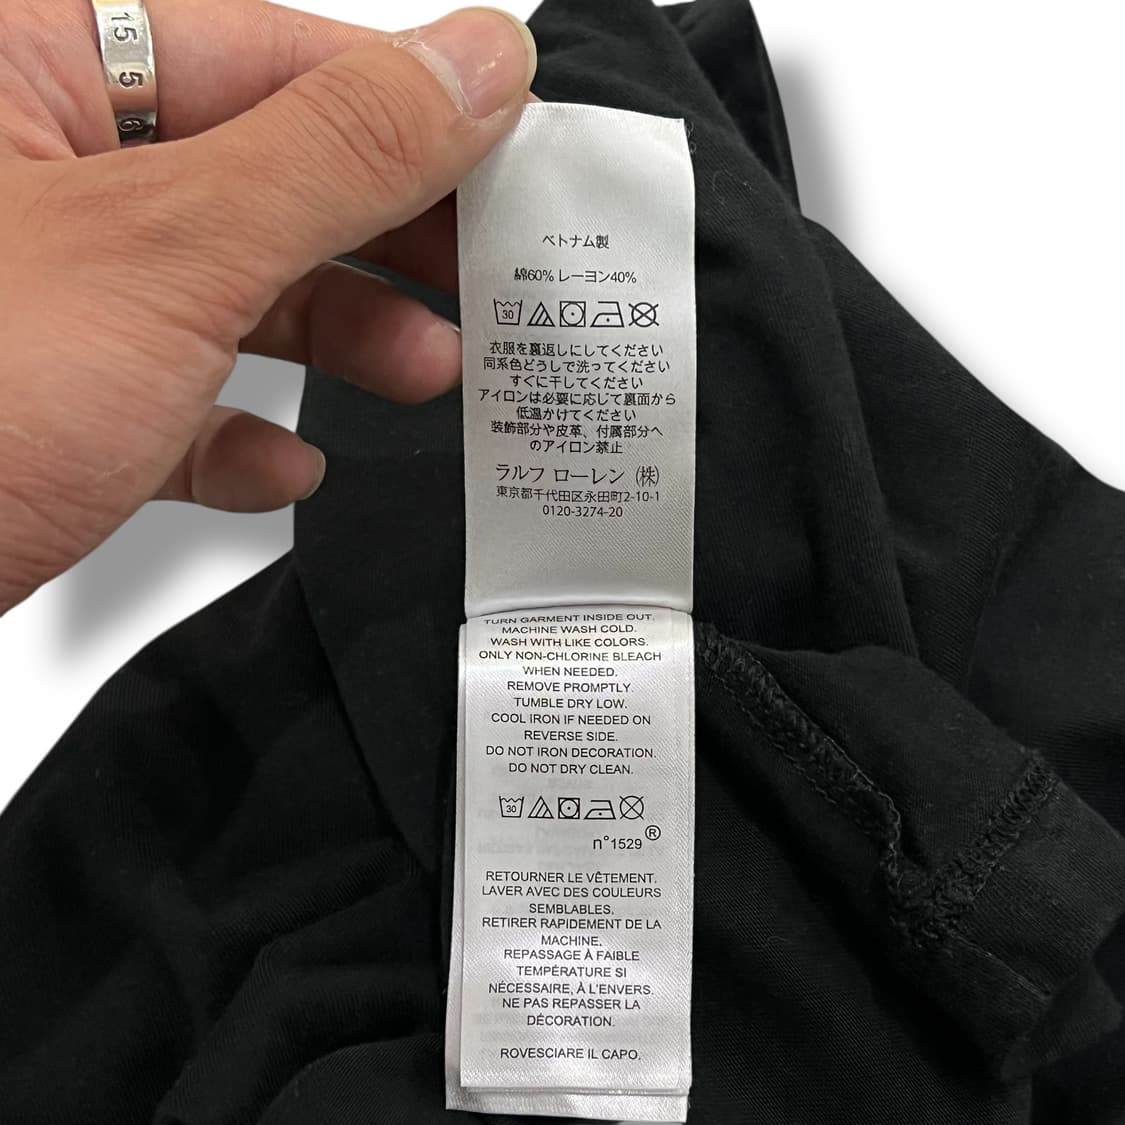 15 5 6
ベトナム製
綿60% レーヨン40%
30
衣服を裏返しにしてください
同系色どうしで洗ってください
すぐに干してください
アイロンは必要に応じて裏面から
低温かけてください
装飾部分や皮革、付属部分へ
のアイロン禁止
ラルフ ローレン (株)
東京都千代田区永田町2-10-1
0120-3274-20
TURN GARMENT INSIDE OUT.
MACHINE WASH COLD.
WASH WITH LIKE COLORS.
ONLY NON-CHLORINE BLEACH
WHEN NEEDED.
REMOVE PROMPTLY.
TUMBLE DRY LOW.
COOL IRON IF NEEDED ON
REVERSE SIDE.
DO NOT IRON DECORATION.
DO NOT DRY CLEAN.
30
n°1529®
RETOURNER LE VÊTEMENT.
LAVER AVEC DES COULEURS
SEMBLABLES.
RETIRER RAPIDEMENT DE LA
MACHINE.
REPASSAGE À FAIBLE
TEMPÉRATURE SI
NÉCESSAIRE, À L'ENVERS.
NE PAS REPASSER LA
DÉCORATION.
ROVESCIARE IL CAPO.